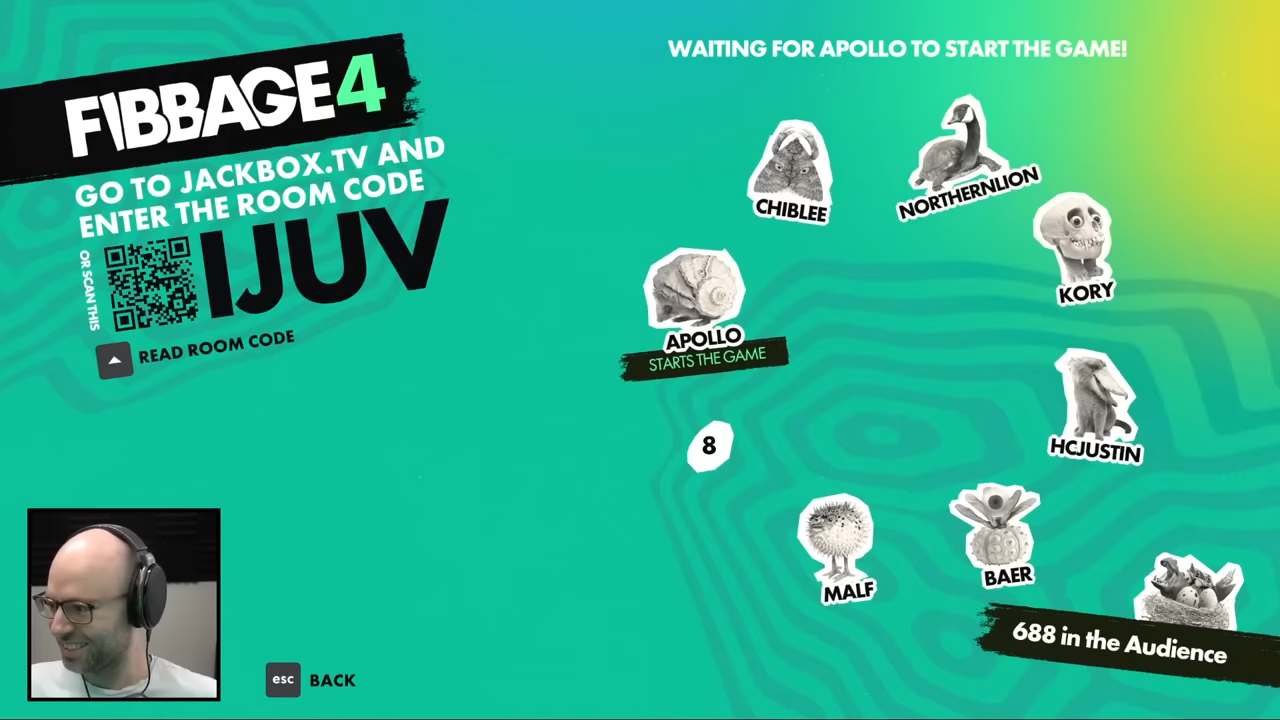 FIBBAGE 4
GO TO JACKBOX.TV AND
ENTER THE ROOM CODE
OR SCAN THIS
IJUV
READ ROOM CODE
WAITING FOR APOLLO TO START THE GAME!
CHIBLEE
NORTHERNLION
KORY
APOLLO
STARTS THE GAME
8
HCJUSTIN
MALF
BAER
688 in the Audience
esc BACK